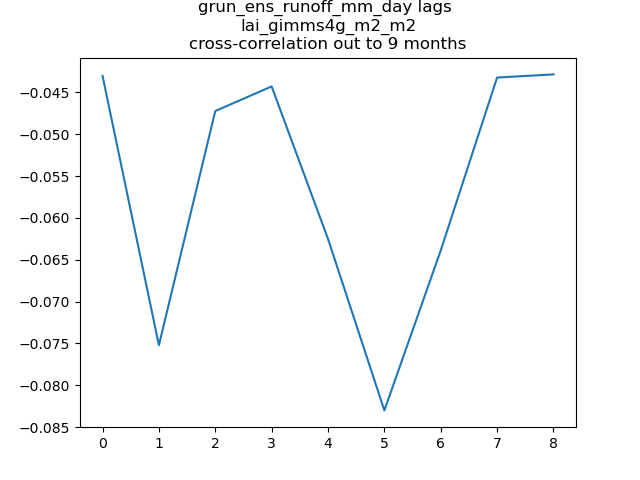 grun_ens_runoff_mm_day lags
lai_gimms4g_m2_m2
cross-correlation out to 9 months
−0.045
−0.050
−0.055
−0.060
−0.065
−0.070
−0.075
−0.080
−0.085
0 1 2 3 4 5 6 7 8